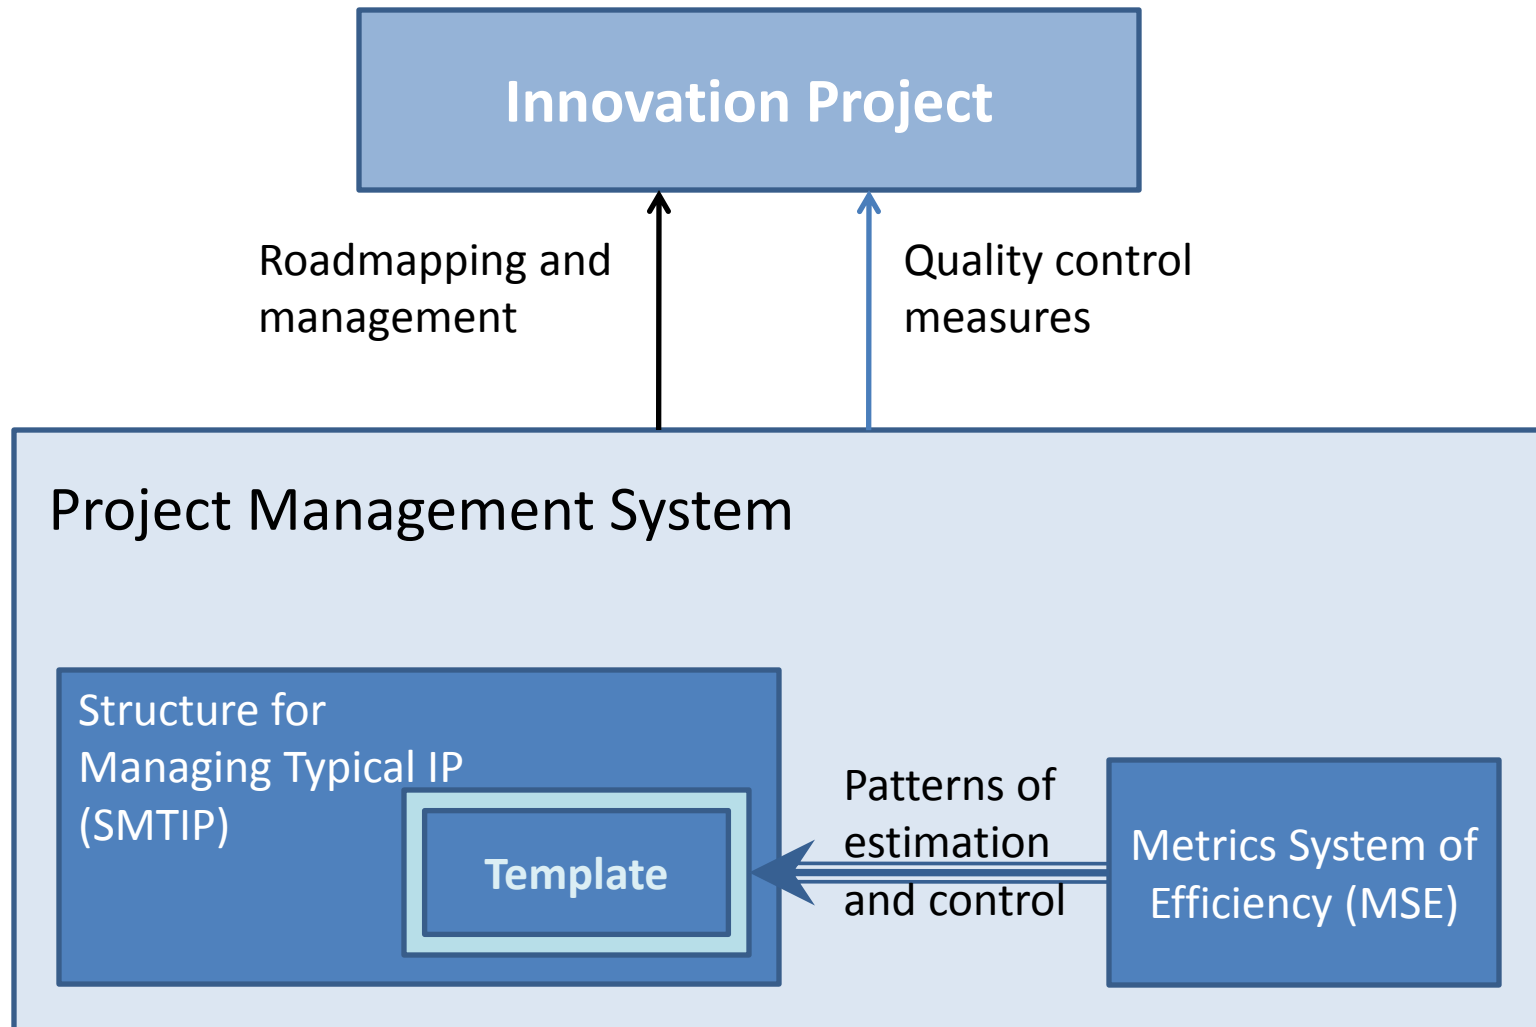 Innovation Project
Roadmapping and
management
Quality control
measures
Project Management System
Structure for
Managing Typical IP
(SMTIP)
Template
Patterns of
estimation
and control
Metrics System of
Efficiency (MSE)